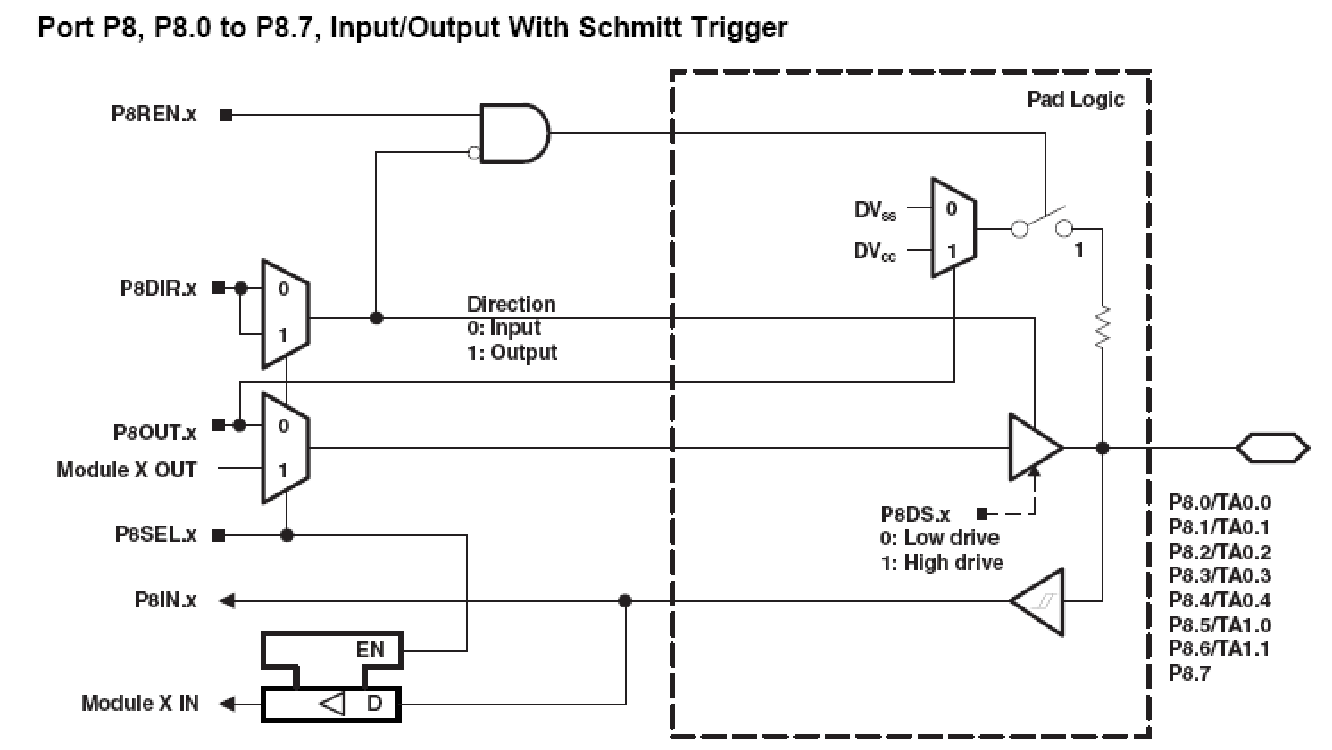 Port P8, P8.0 to P8.7, Input/Output With Schmitt Trigger
Pad Logic
P8REN.x
DVss
0
DVcc
1
1
P8DIR.x
0
1
Direction
0: Input
1: Output
P8OUT.x
0
Module X OUT
1
P8SEL.x
P8DS.x
0: Low drive
1: High drive
P8.0/TA0.0
P8.1/TA0.1
P8.2/TA0.2
P8.3/TA0.3
P8.4/TA0.4
P8.5/TA1.0
P8.6/TA1.1
P8.7
P8IN.x
EN
Module X IN
D